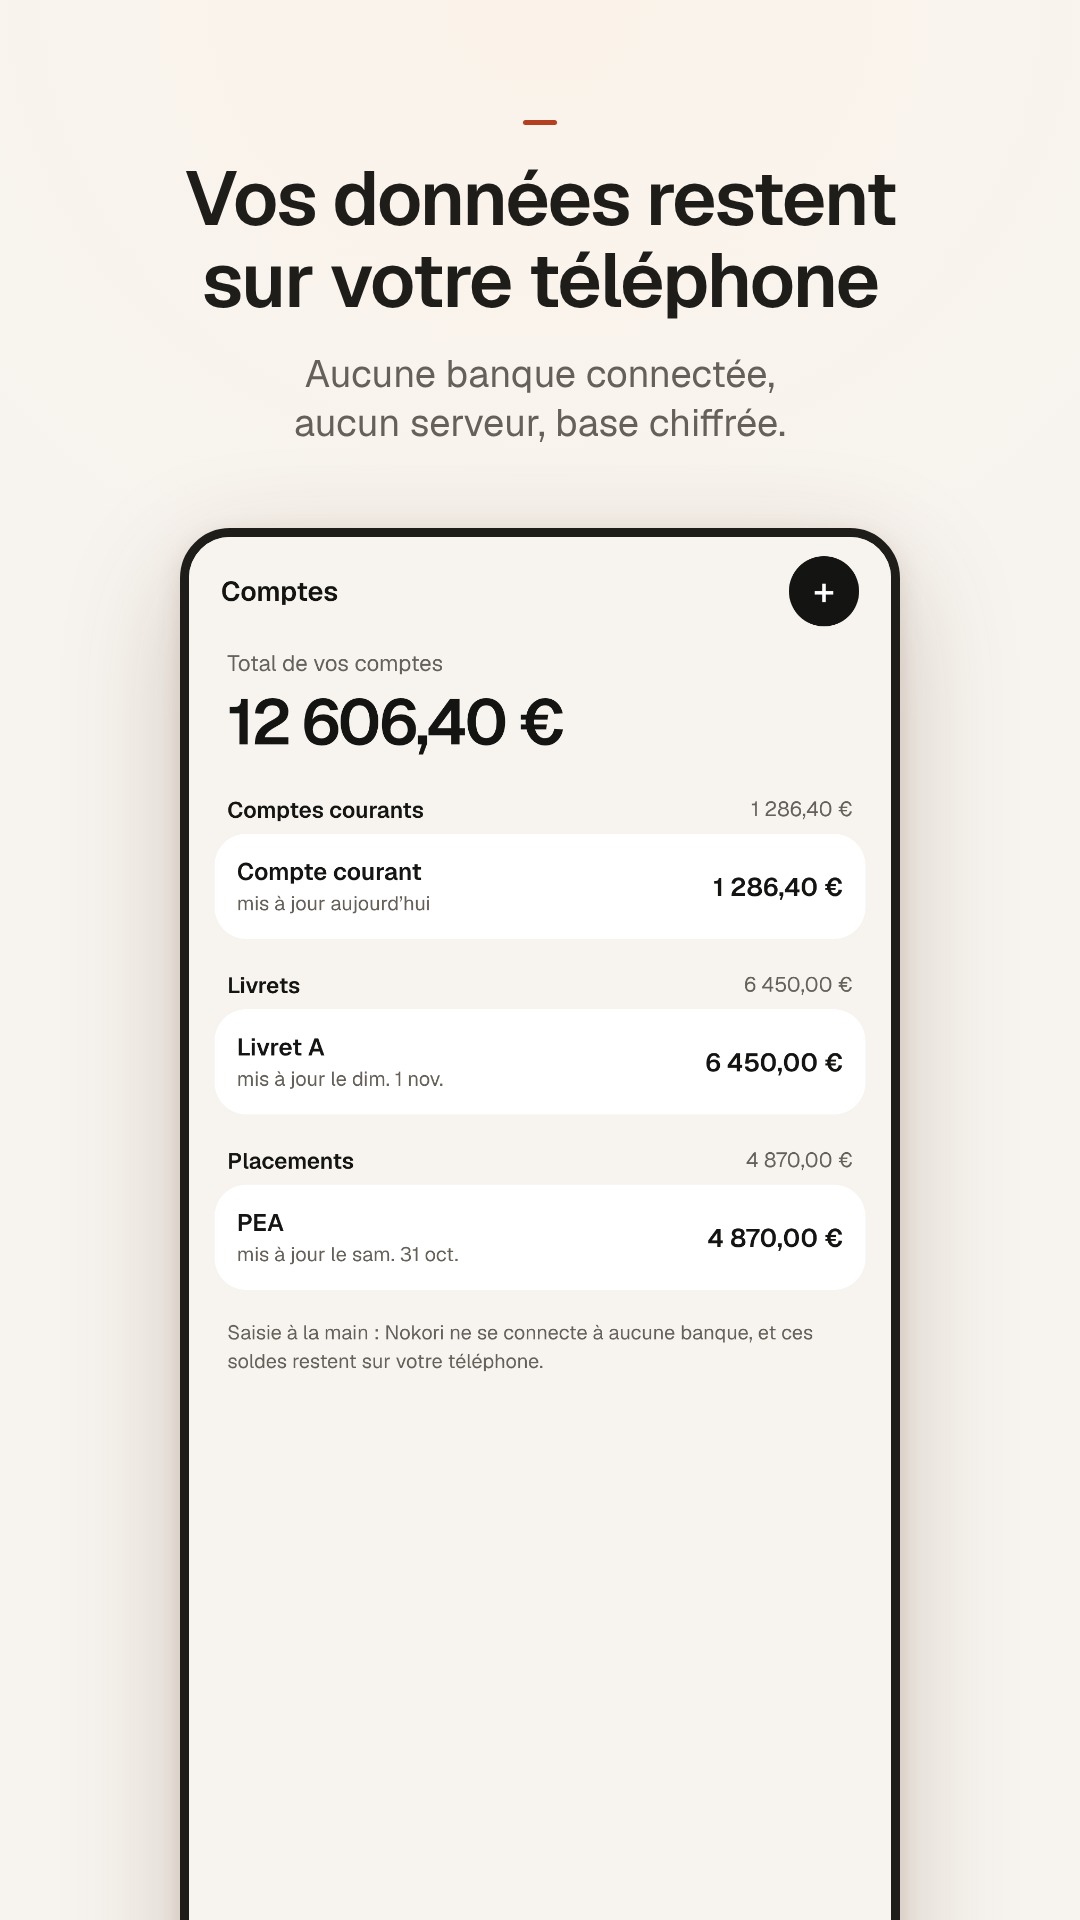 Vos données restent
sur votre téléphone
Aucune banque connectée,
aucun serveur, base chiffrée.
Comptes
+
Total de vos comptes
12 606,40 €
Comptes courants
1 286,40 €
Compte courant
mis à jour aujourd’hui
1 286,40 €
Livrets
6 450,00 €
Livret A
mis à jour le dim. 1 nov.
6 450,00 €
Placements
4 870,00 €
PEA
mis à jour le sam. 31 oct.
4 870,00 €
Saisie à la main : Nokori ne se connecte à aucune banque, et ces
soldes restent sur votre téléphone.